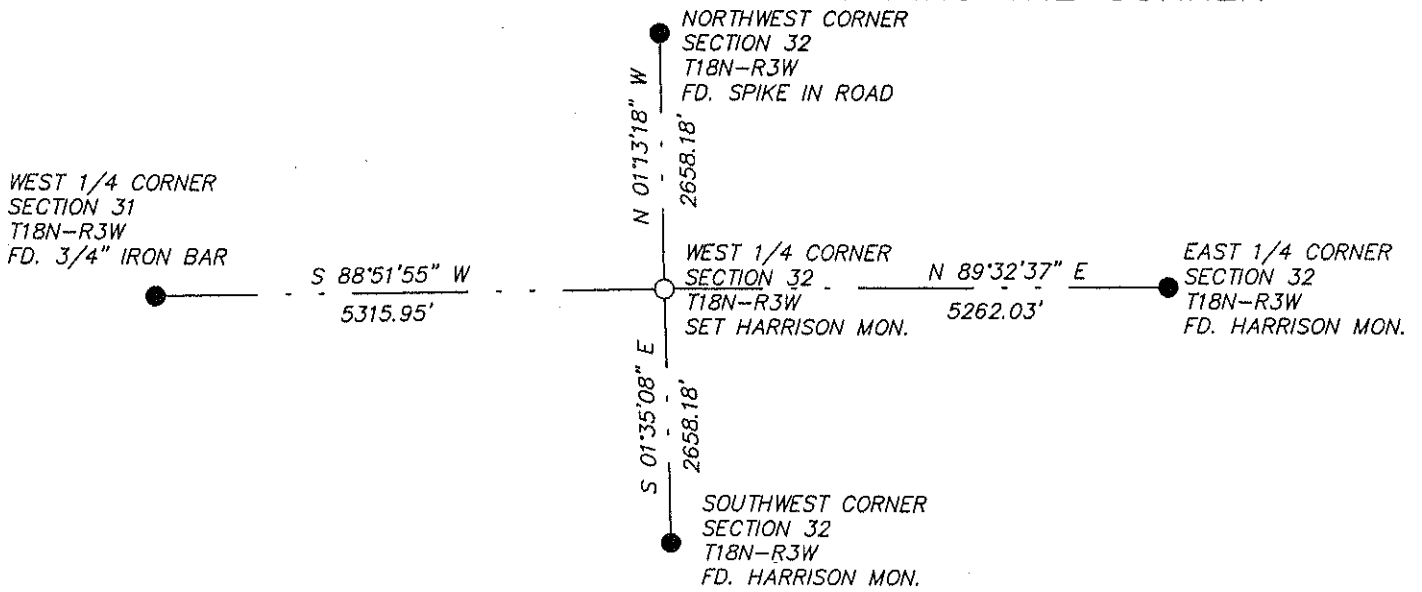 NORTHWEST CORNER
SECTION 32
T18N-R3W
FD. SPIKE IN ROAD
N 01°13'18" W
2658.18'
WEST 1/4 CORNER
SECTION 31
T18N-R3W
FD. 3/4" IRON BAR
S 88°51'55" W
5315.95'
WEST 1/4 CORNER
SECTION 32
T18N-R3W
SET HARRISON MON.
N 89°32'37" E
5262.03'
EAST 1/4 CORNER
SECTION 32
T18N-R3W
FD. HARRISON MON.
S 01°35'08" E
2658.18'
SOUTHWEST CORNER
SECTION 32
T18N-R3W
FD. HARRISON MON.